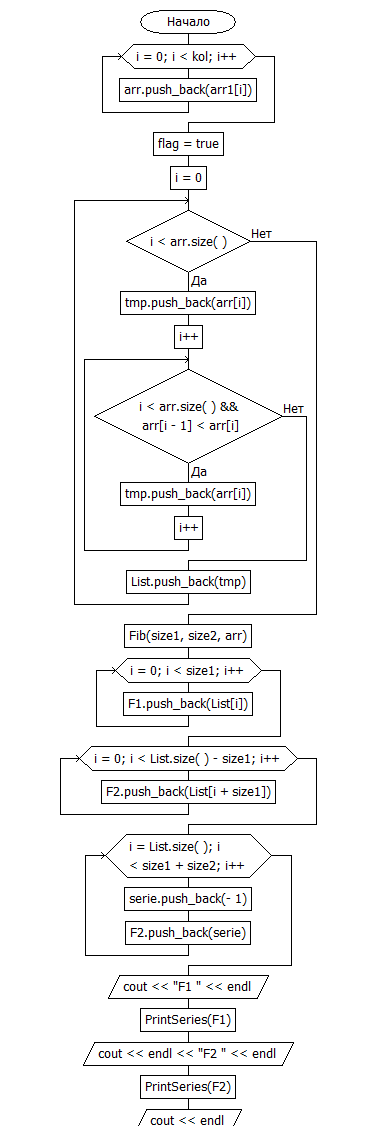 Начало
i = 0; i < kol; i++
arr.push_back(arr1[i])
flag = true
i = 0
i < arr.size( )
Нет
Да
tmp.push_back(arr[i])
i++
i < arr.size( ) &&
arr[i - 1] < arr[i]
Нет
Да
tmp.push_back(arr[i])
i++
List.push_back(tmp)
Fib(size1, size2, arr)
i = 0; i < size1; i++
F1.push_back(List[i])
i = 0; i < List.size( ) - size1; i++
F2.push_back(List[i + size1])
i = List.size( ); i
< size1 + size2; i++
serie.push_back(- 1)
F2.push_back(serie)
cout << "F1 " << endl
PrintSeries(F1)
cout << endl << "F2 " << endl
PrintSeries(F2)
cout << endl